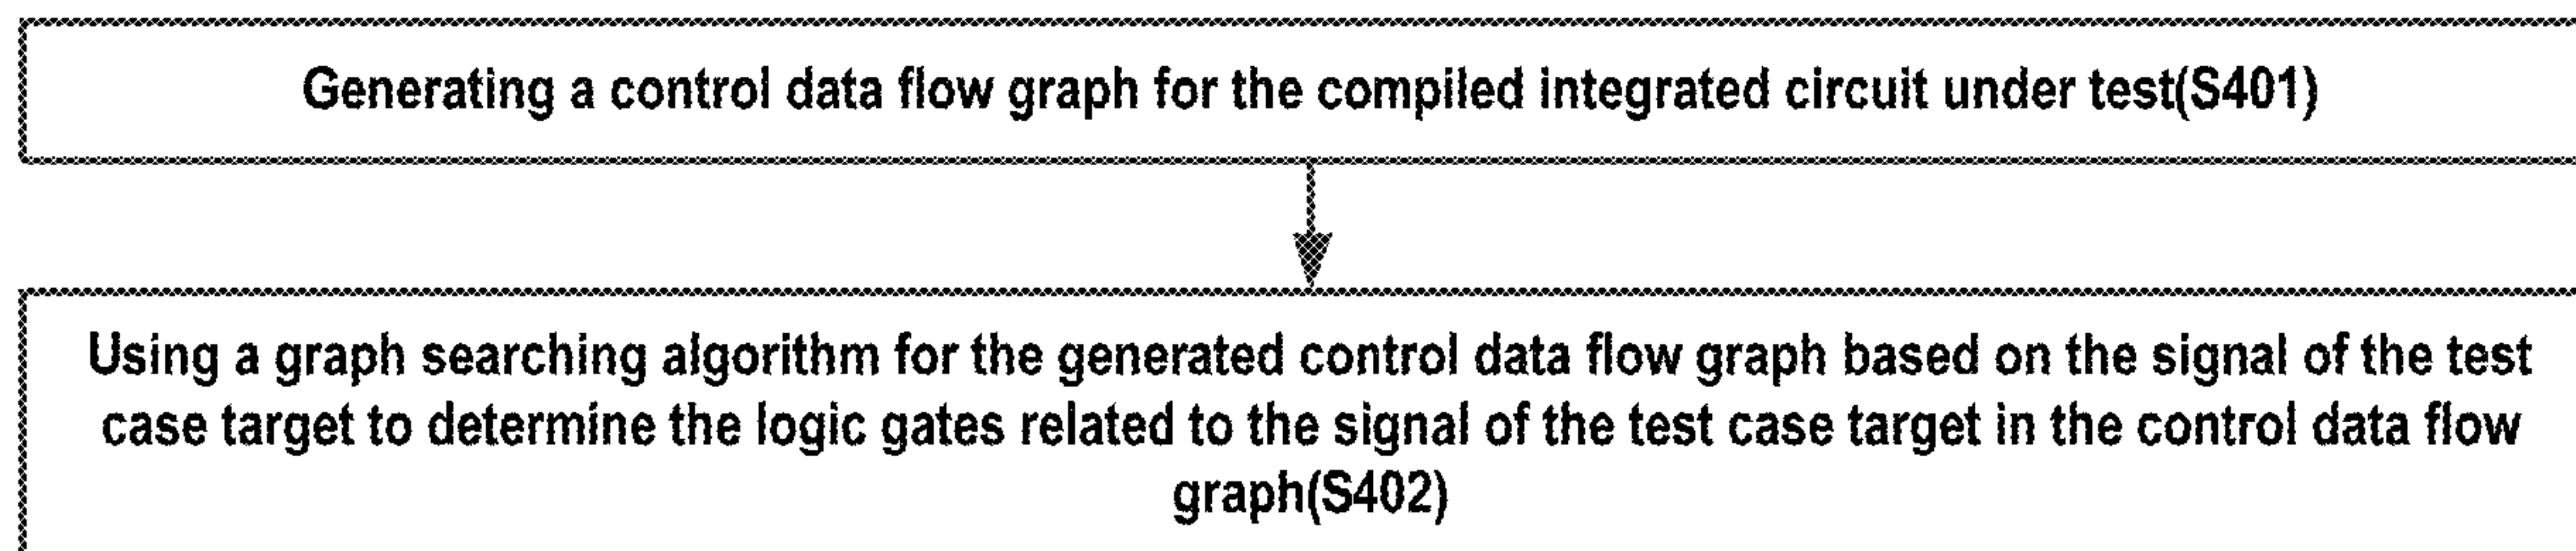 Generating a control data flow graph for the compiled integrated circuit under test(S401)
Using a graph searching algorithm for the generated control data flow graph based on the signal of the test
case target to determine the logic gates related to the signal of the test case target in the control data flow
graph(S402)